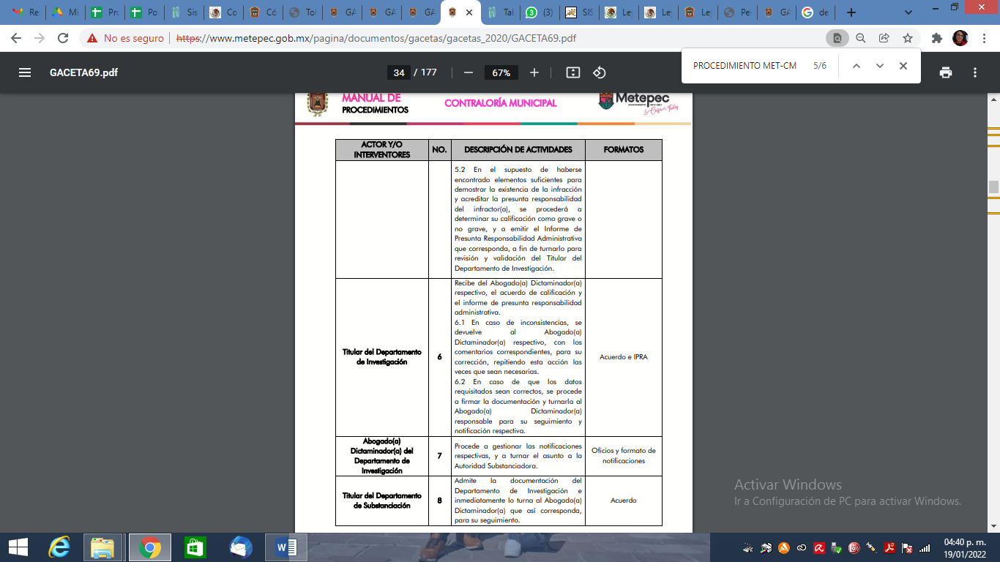 Re
Mi
Pro
Po
Sis
Co
Có
Tol
GA
GA
GA
Tal
(3)
SIS
Ley
Ley
Ley
Pe
GA
de
No es seguro
https://www.metepec.gob.mx/pagina/documentos/gacetas/gacetas_2020/GACETA69.pdf
GACETA69.pdf
34 / 177
67%
PROCEDIMIENTO MET-CM 5/6
MANUAL DE
PROCEDIMIENTOS
CONTRALORÍA MUNICIPAL
Metepec
ACTOR Y/O
INTERVENTORES
NO.
DESCRIPCIÓN DE ACTIVIDADES
FORMATOS
5.2 En el supuesto de haberse
encontrado elementos suficientes para
demostrar la existencia de la infracción
y acreditar la presunta responsabilidad
del infractor(a), se procederá a
determinar su calificación como grave o
no grave, y a emitir el Informe de
Presunta Responsabilidad Administrativa
que corresponda, a fin de turnarlo para
revisión y validación del Titular del
Departamento de Investigación.
Titular del Departamento
de Investigación
6
Recibe del Abogado(a) Dictaminador(a)
respectivo, el acuerdo de calificación y
el informe de presunta responsabilidad
administrativa.
6.1 En caso de inconsistencias, se
devuelve al Abogado(a)
Dictaminador(a) respectivo, con los
comentarios correspondientes, para su
corrección, repitiendo esta acción las
veces que sean necesarias.
6.2 En caso de que los datos
requisitados sean correctos, se procede
a firmar la documentación y turnarla al
Abogado(a) Dictaminador(a)
responsable para su seguimiento y
notificación respectiva.
Acuerdo e IPRA
Abogado(a)
Dictaminador(a) del
Departamento de
Investigación
7
Procede a gestionar las notificaciones
respectivas, y a turnar el asunto a la
Autoridad Substanciadora.
Oficios y formato de
notificaciones
Titular del Departamento
de Substanciación
8
Admite la documentación del
Departamento de Investigación e
inmediatamente lo turna al Abogado(a)
Dictaminador(a) que así corresponda,
para su seguimiento.
Acuerdo
Activar Windows
Ir a Configuración de PC para activar Windows.
04:40 p. m.
19/01/2022